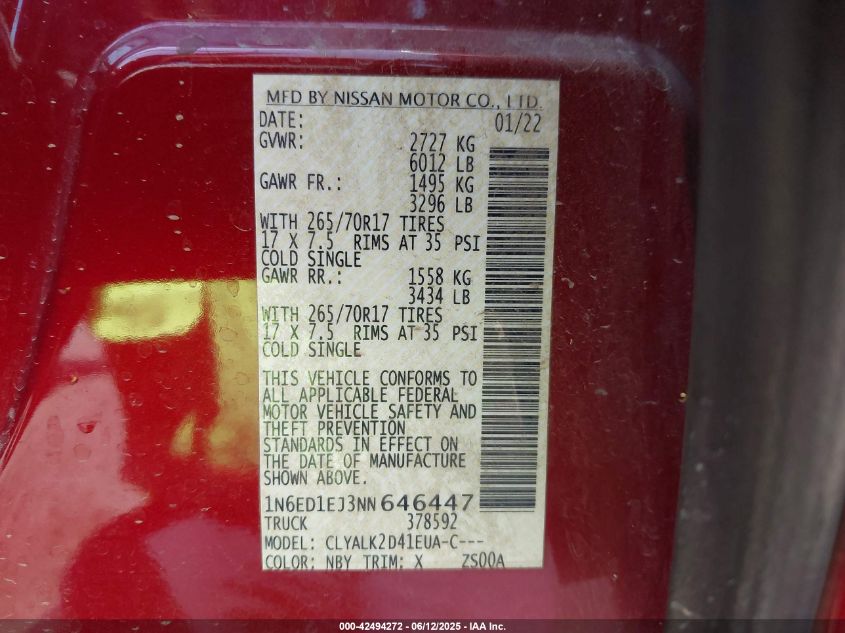 MFD BY NISSAN MOTOR CO., LTD.
DATE: 01/22
GVWR: 2727 KG
6012 LB
GAWR FR.: 1495 KG
3296 LB
WITH 265/70R17 TIRES
17 X 7.5 RIMS AT 35 PSI
COLD SINGLE
GAWR RR.: 1558 KG
3434 LB
WITH 265/70R17 TIRES
17 X 7.5 RIMS AT 35 PSI
COLD SINGLE
THIS VEHICLE CONFORMS TO
ALL APPLICABLE FEDERAL
MOTOR VEHICLE SAFETY AND
THEFT PREVENTION
STANDARDS IN EFFECT ON
THE DATE OF MANUFACTURE
SHOWN ABOVE.
1N6ED1EJ3NN646447
TRUCK 378592
MODEL: CLYALK2D41EUA-C---
COLOR: NBY TRIM: X ZS00A
000-42494272 - 06/12/2025 - IAA Inc.